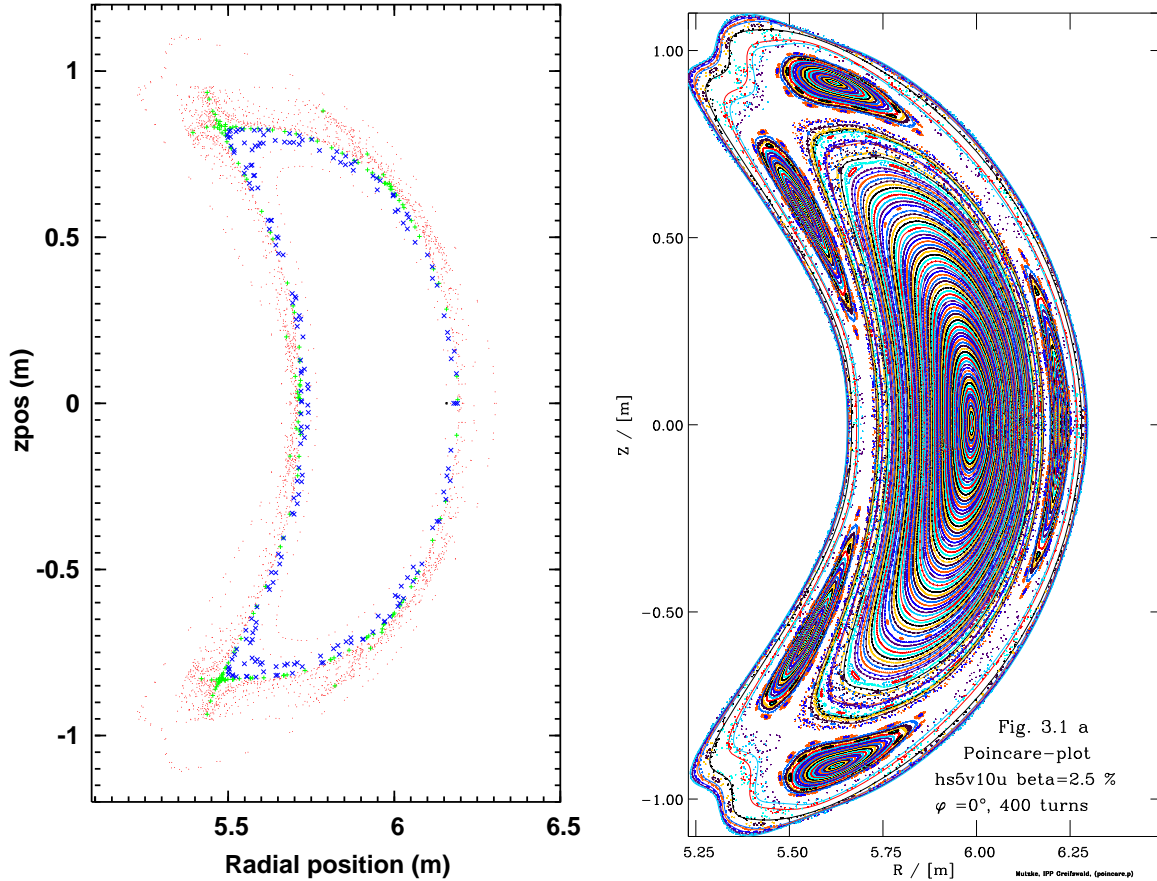 1
0.5
0
-0.5
-1
zpos (m)
5.5
6
6.5
Radial position (m)
1.00
0.50
0.00
−0.50
−1.00
Z / [m]
5.25
5.50
5.75
6.00
6.25
R / [m]
Fig. 3.1 a
Poincare−plot
hs5v10u beta=2.5 %
φ =0°, 400 turns
Nutzke, IPP Greifswald, (poincare.p)